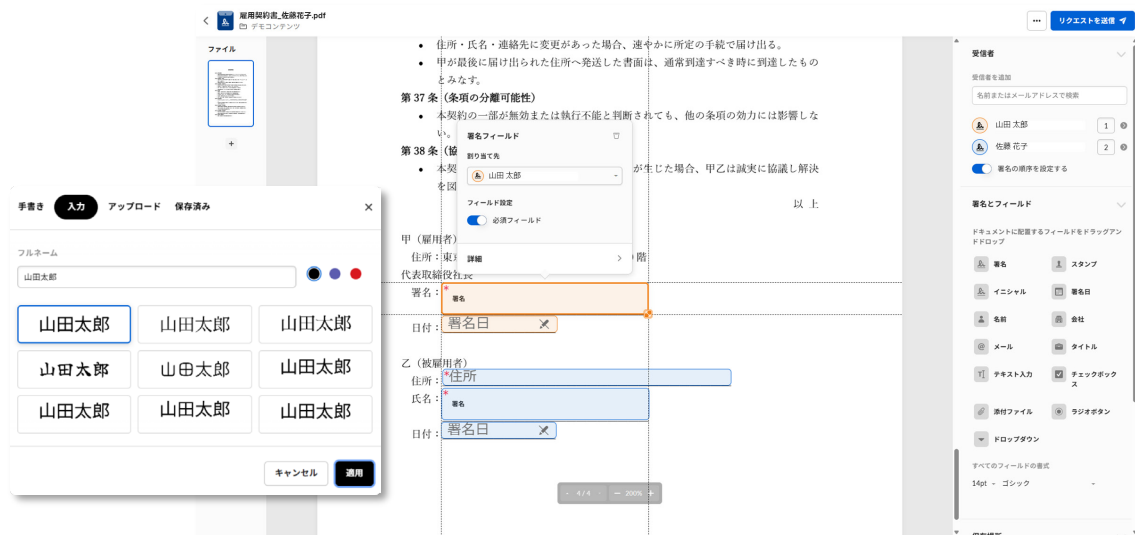 雇用契約書_佐藤花子.pdf
デモコンテンツ
リクエストを送信
ファイル
+
住所・氏名・連絡先に変更があった場合、速やかに所定の手続で届け出る。
甲が最後に届け出られた住所へ発送した書面は、通常到達すべき時に到達したもの
とみなす。
第 37 条（条項の分離可能性）
本契約の一部が無効または執行不能と判断されても、他の条項の効力には影響しな
い。
第 38 条（協
本契
が生じた場合、甲乙は誠実に協議し解決
を図
以 上
署名フィールド
割り当て先
山田 太郎
フィールド設定
必須フィールド
詳細
甲（雇用者）
住所：東
階
代表取締役社長
署名：
*
署名
日付：
署名日
乙（被雇用者）
住所：
*住所
氏名：
*
署名
日付：
署名日
4 / 4
200%
+
手書き
入力
アップロード
保存済み
×
フルネーム
山田太郎
山田太郎
山田太郎
山田太郎
山田太郎
山田太郎
山田太郎
山田太郎
山田太郎
山田太郎
キャンセル
適用
受信者
受信者を追加
名前またはメールアドレスで検索
山田 太郎
1
佐藤 花子
2
署名の順序を設定する
署名とフィールド
ドキュメントに配置するフィールドをドラッグアン
ドドロップ
署名
スタンプ
イニシャル
署名日
名前
会社
メール
タイトル
テキスト入力
チェックボック
ス
添付ファイル
ラジオボタン
ドロップダウン
すべてのフィールドの書式
14pt
ゴシック